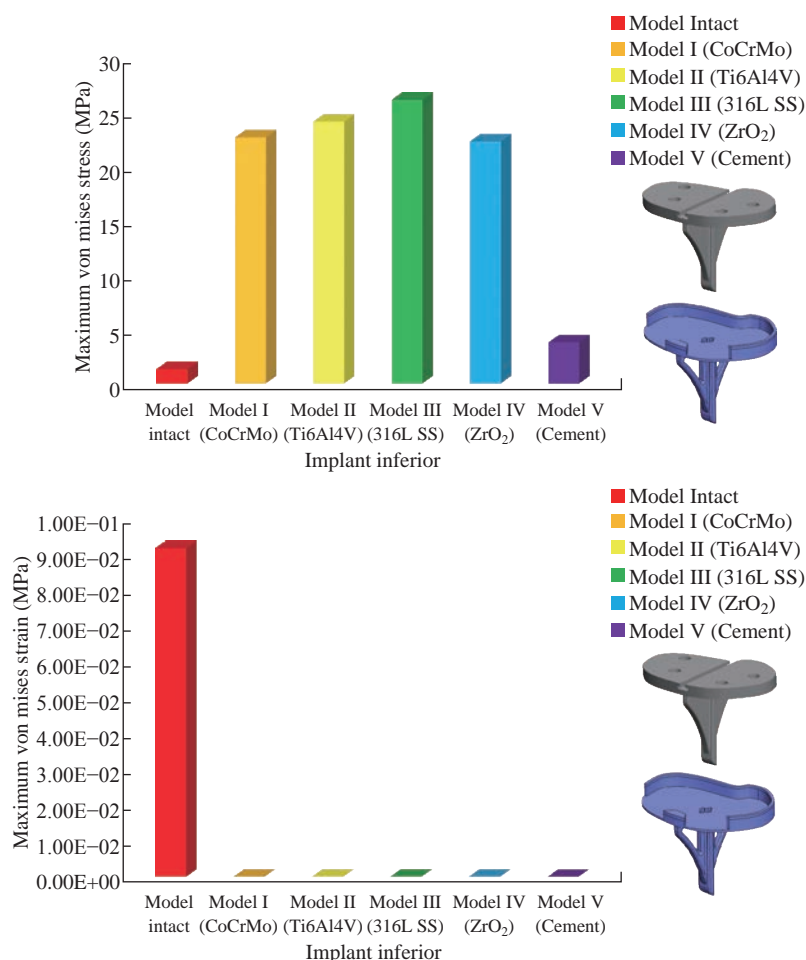 Model Intact
Model I (CoCrMo)
Model II (Ti6Al4V)
Model III (316L SS)
Model IV (ZrO₂)
Model V (Cement)
Maximum von mises stress (MPa)
30
25
20
15
10
5
0
Model intact
Model I (CoCrMo)
Model II (Ti6Al4V)
Model III (316L SS)
Model IV (ZrO₂)
Model V (Cement)
Implant inferior
Model Intact
Model I (CoCrMo)
Model II (Ti6Al4V)
Model III (316L SS)
Model IV (ZrO₂)
Model V (Cement)
Maximum von mises strain (MPa)
1.00E−01
9.00E−02
8.00E−02
7.00E−02
6.00E−02
5.00E−02
4.00E−02
3.00E−02
2.00E−02
1.00E−02
0.00E+00
Model intact
Model I (CoCrMo)
Model II (Ti6Al4V)
Model III (316L SS)
Model IV (ZrO₂)
Model V (Cement)
Implant inferior